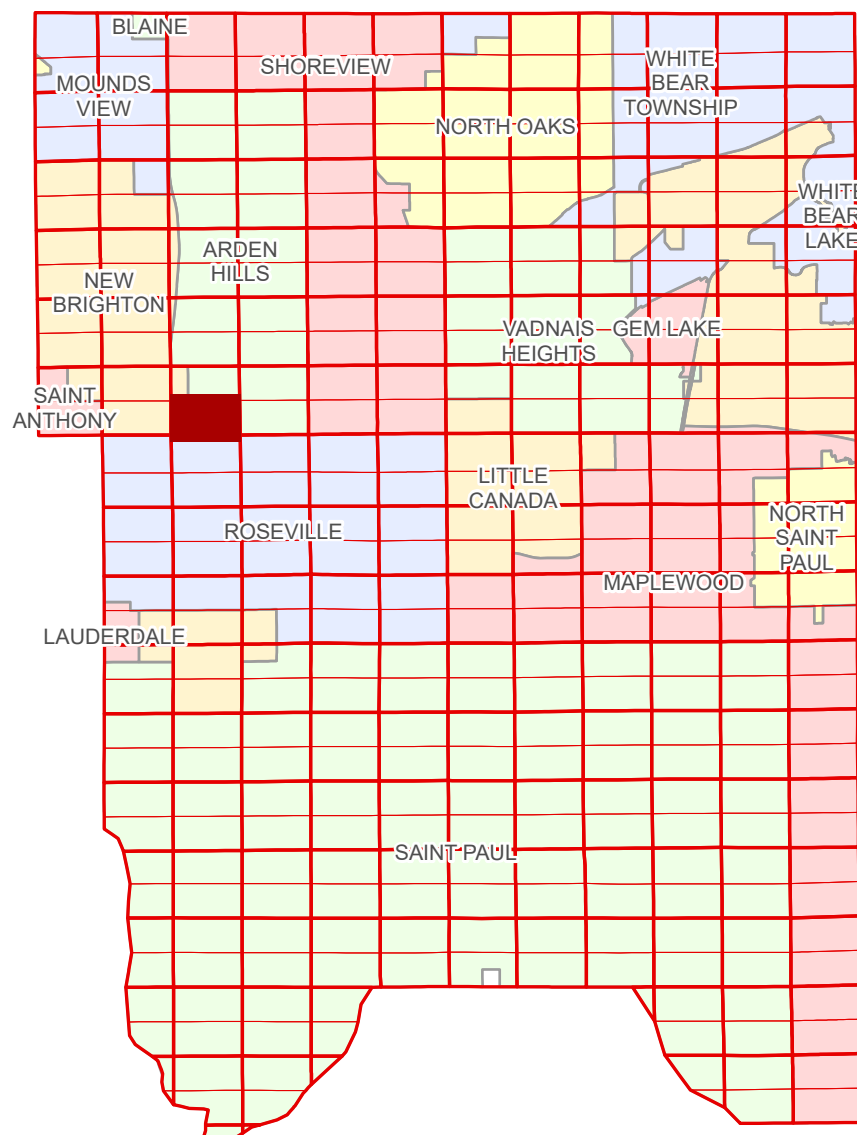 BLAINE
SHOREVIEW
WHITE
BEAR
TOWNSHIP
MOUNDS
VIEW
NORTH OAKS
WHITE
BEAR
LAKE
ARDEN
HILLS
NEW
BRIGHTON
VADNAIS
HEIGHTS
GEM LAKE
SAINT
ANTHONY
LITTLE
CANADA
NORTH
SAINT
PAUL
ROSEVILLE
MAPLEWOOD
LAUDERDALE
SAINT PAUL